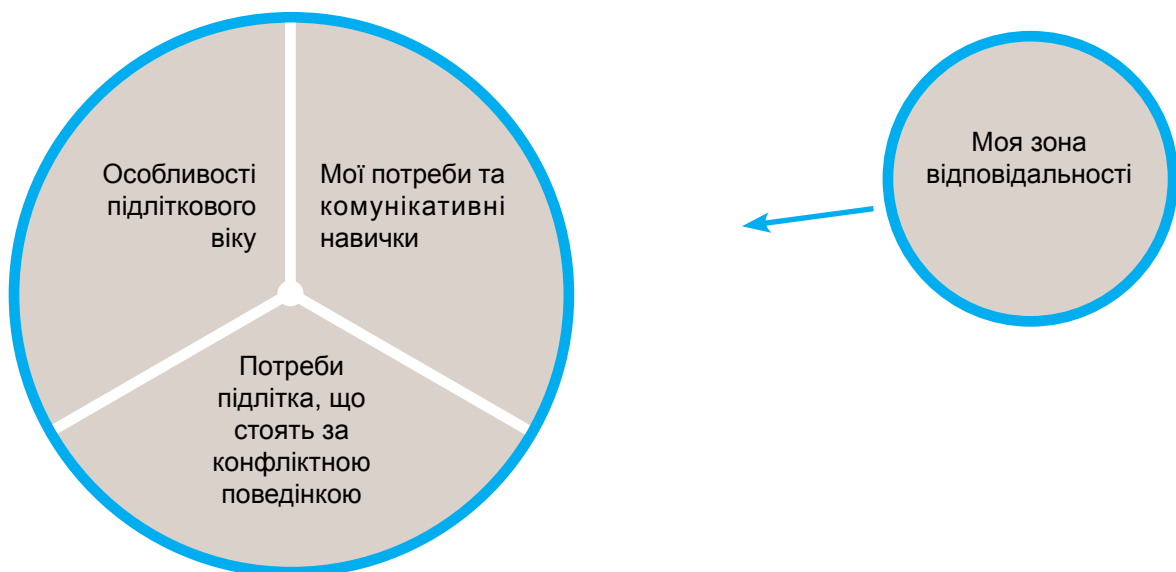 Особливості
підліткового
віку
Мої потреби та
комунікативні
навички
Потреби
підлітка, що
стоять за
конфліктною
поведінкою
Моя зона
відповідальності